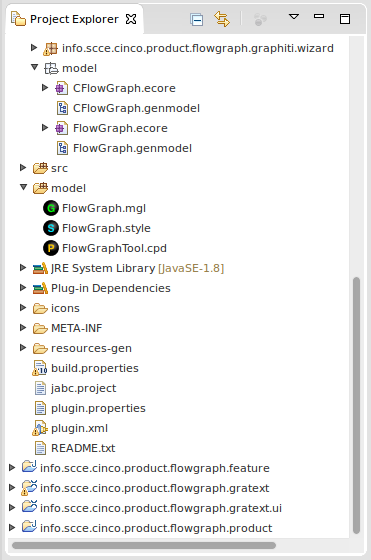 Project Explorer
info.scce.cinco.product.flowgraph.graphiti.wizard
model
CFlowGraph.ecore
CFlowGraph.genmodel
FlowGraph.ecore
FlowGraph.genmodel
src
model
G FlowGraph.mgl
S FlowGraph.style
P FlowGraphTool.cpd
JRE System Library [JavaSE-1.8]
Plug-in Dependencies
icons
META-INF
resources-gen
build.properties
jabc.project
plugin.properties
plugin.xml
README.txt
info.scce.cinco.product.flowgraph.feature
info.scce.cinco.product.flowgraph.gratext
info.scce.cinco.product.flowgraph.gratext.ui
info.scce.cinco.product.flowgraph.product